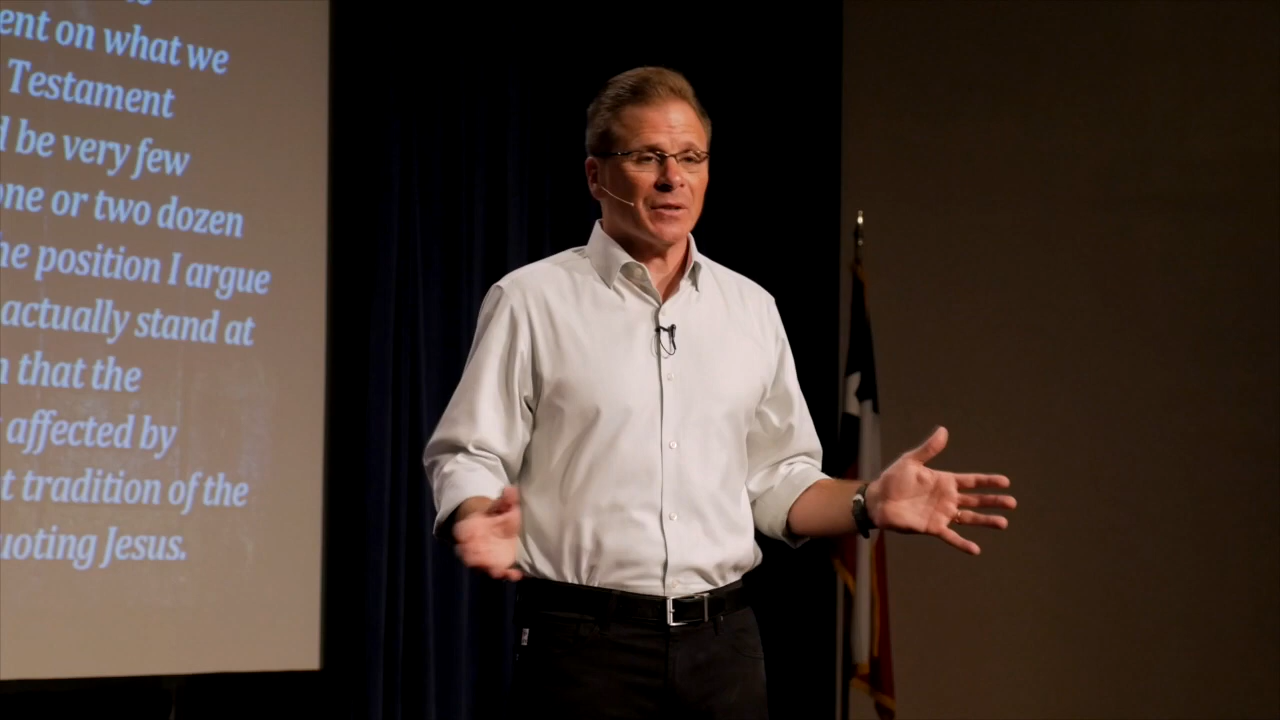 ent on what we
Testament
be very few
one or two dozen
he position I argue
actually stand at
that the
affected by
t tradition of the
uoting Jesus.